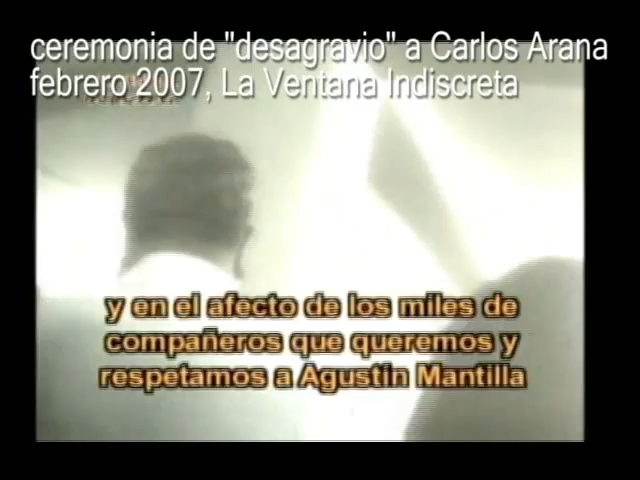 ceremonia de "desagravio" a Carlos Arana
febrero 2007, La Ventana Indiscreta
y en el afecto de los miles de
compañeros que queremos y
respetamos a Agustín Mantilla